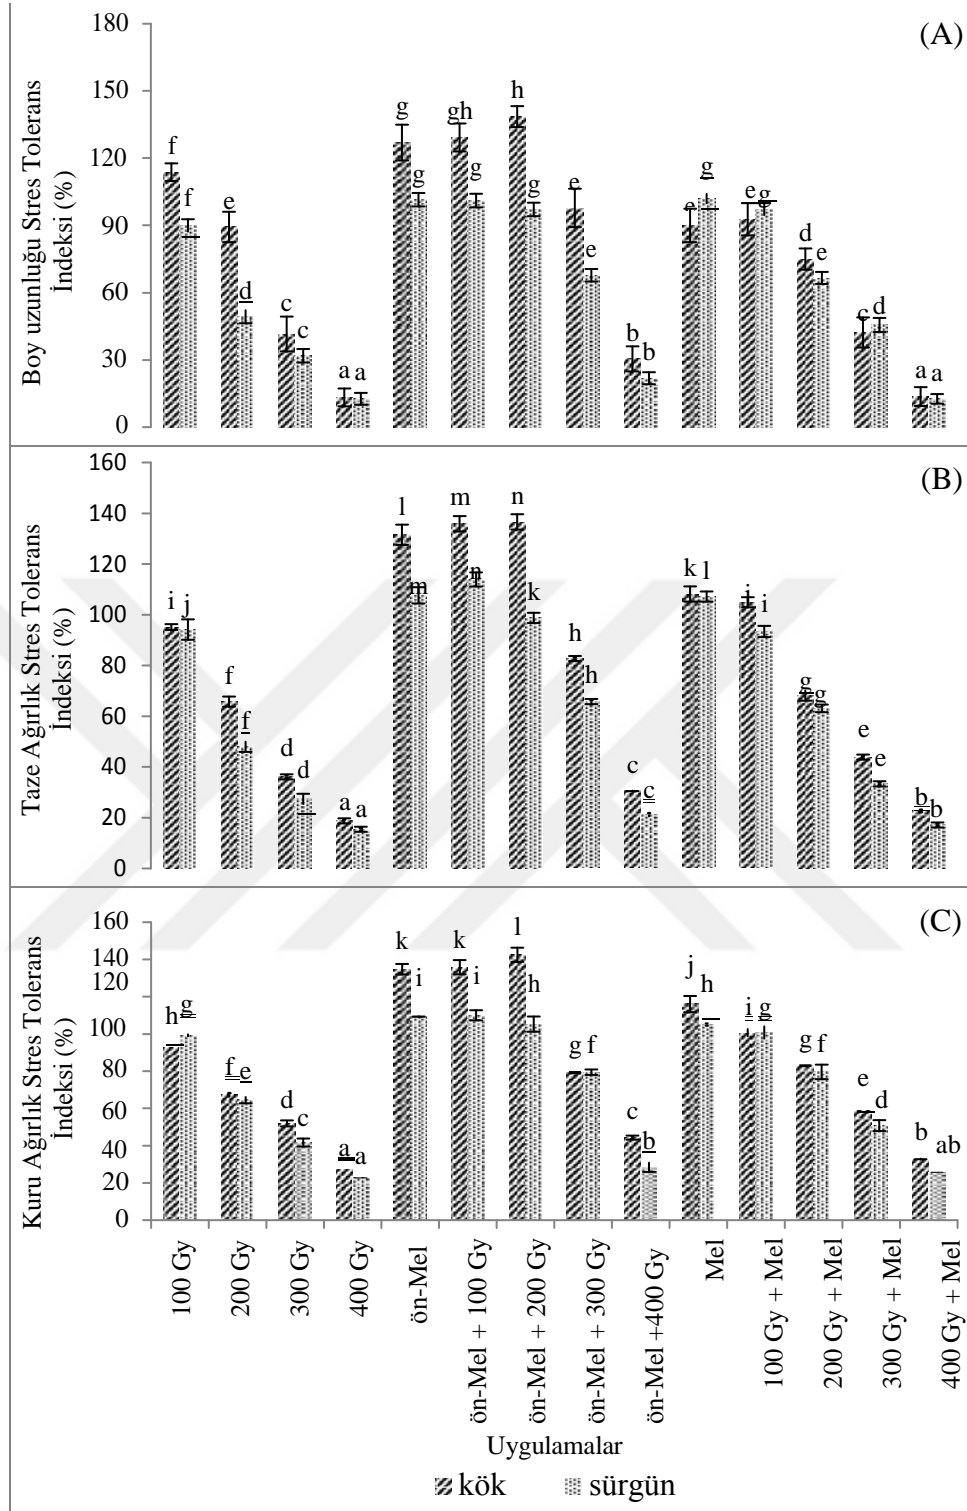 (A)
Boy uzunluğu Stres Tolerans
İndeksi (%)
180
150
120
90
60
30
0
f f e d c c a a g g gh g h g e e b b e g e g d e c d a a
(B)
Taze Ağırlık Stres Tolerans
İndeksi (%)
160
140
120
100
80
60
40
20
0
i j f f d d a a l m m n n k h h c c k l j i g g e e b b
(C)
Kuru Ağırlık Stres Tolerans
İndeksi (%)
160
140
120
100
80
60
40
20
0
h g f e d c a a k i k i l h g f c b j h i g g f e d b ab
100 Gy
200 Gy
300 Gy
400 Gy
ön-Mel
ön-Mel + 100 Gy
ön-Mel + 200 Gy
ön-Mel + 300 Gy
ön-Mel +400 Gy
Mel
100 Gy + Mel
200 Gy + Mel
300 Gy + Mel
400 Gy + Mel
Uygulamalar
kök sürgün